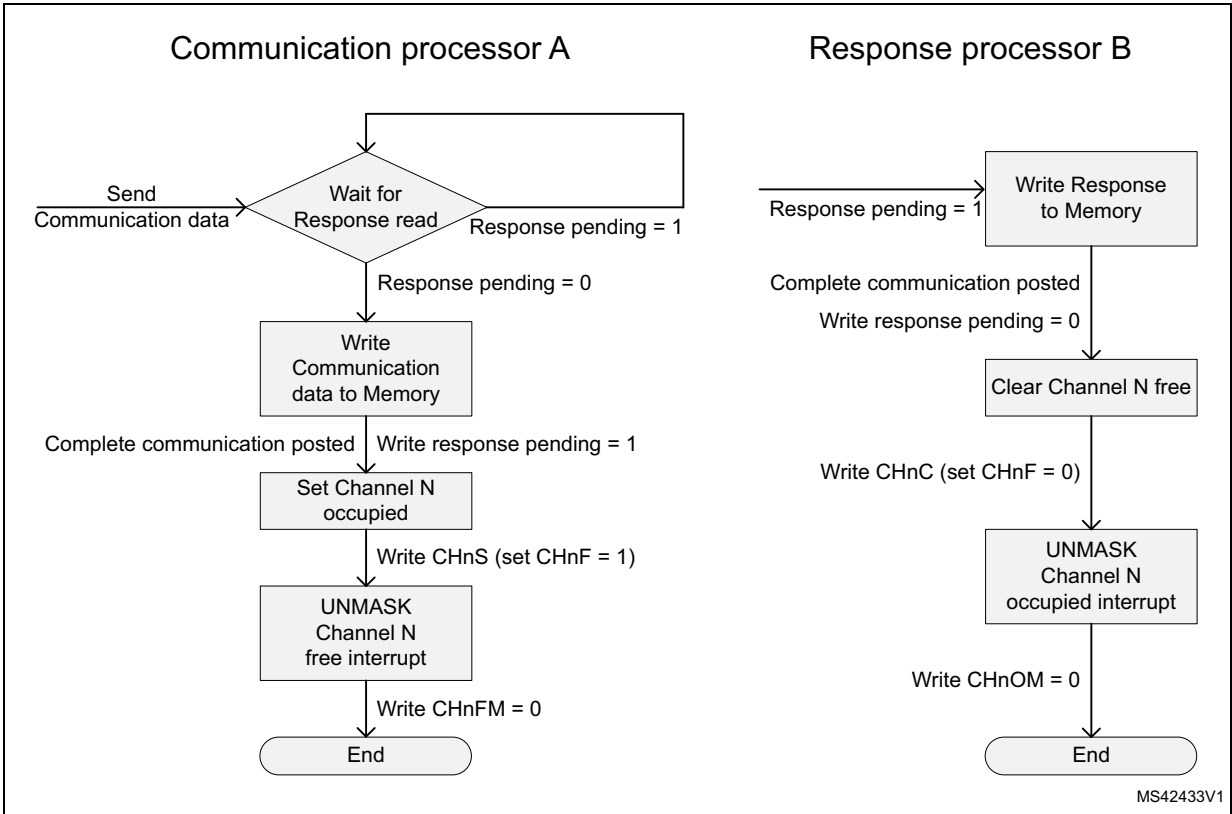 Communication processor A
Send
Communication data
Wait for
Response read
Response pending = 1
Response pending = 0
Write
Communication
data to Memory
Complete communication posted
Write response pending = 1
Set Channel N
occupied
Write CHnS (set CHnF = 1)
UNMASK
Channel N
free interrupt
Write CHnFM = 0
End
Response processor B
Response pending = 1
Write Response
to Memory
Complete communication posted
Write response pending = 0
Clear Channel N free
Write CHnC (set CHnF = 0)
UNMASK
Channel N
occupied interrupt
Write CHnOM = 0
End
MS42433V1